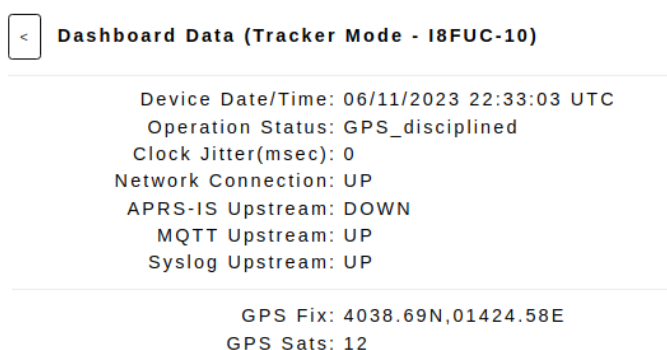 < Dashboard Data (Tracker Mode - I8FUC-10)
Device Date/Time: 06/11/2023 22:33:03 UTC
Operation Status: GPS_disciplined
Clock Jitter(msec): 0
Network Connection: UP
APRS-IS Upstream: DOWN
MQTT Upstream: UP
Syslog Upstream: UP
GPS Fix: 4038.69N,01424.58E
GPS Sats: 12